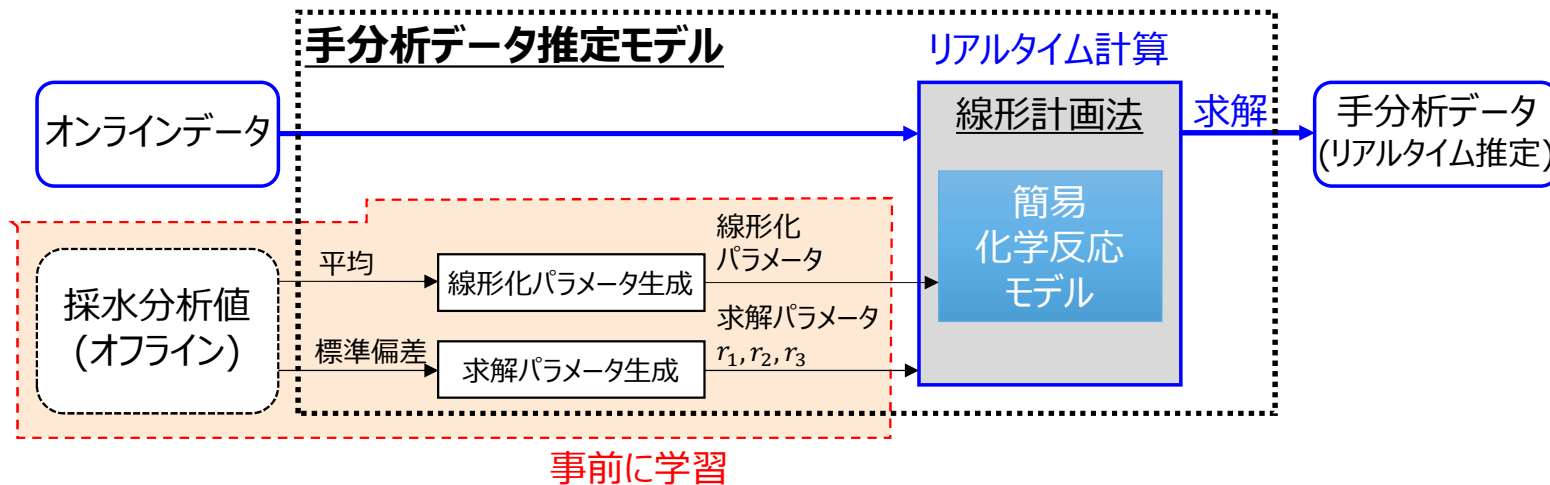 手分析データ推定モデル
リアルタイム計算
オンラインデータ
線形計画法
求解
手分析データ
(リアルタイム推定)
簡易
化学反応
モデル
採水分析値
(オフライン)
平均
線形化パラメータ生成
線形化
パラメータ
標準偏差
求解パラメータ生成
求解パラメータ
r₁, r₂, r₃
事前に学習